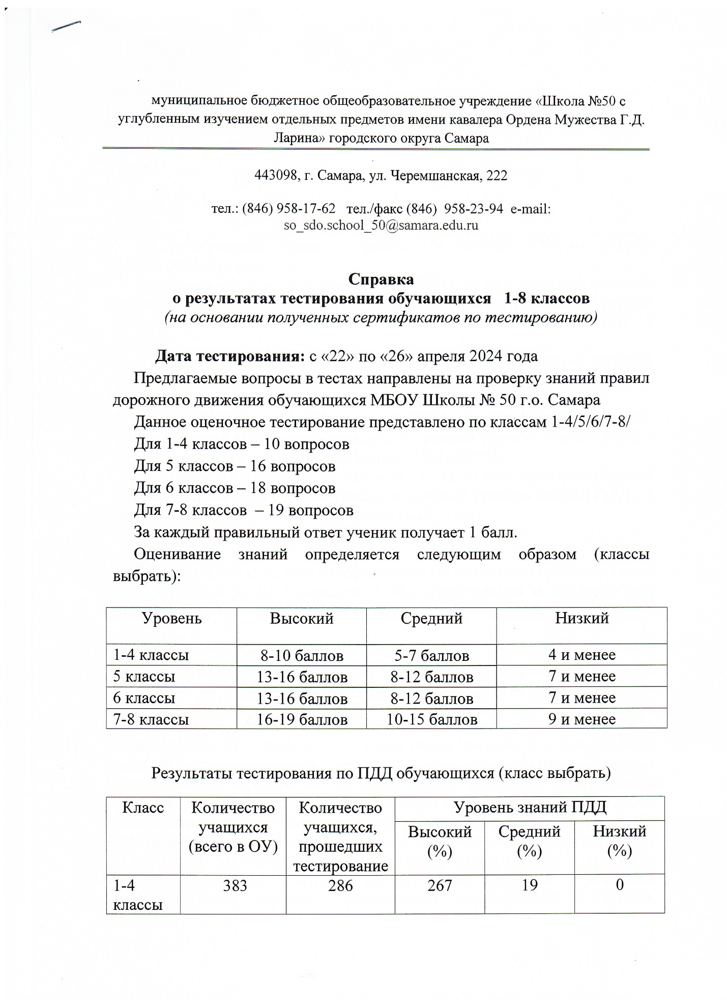 муниципальное бюджетное общеобразовательное учреждение «Школа №50 с
углубленным изучением отдельных предметов имени кавалера Ордена Мужества Г.Д.
Ларина» городского округа Самара
443098, г. Самара, ул. Черемшанская, 222
тел.: (846) 958-17-62 тел./факс (846) 958-23-94 e-mail:
so_sdo.school_50@samara.edu.ru
Справка
о результатах тестирования обучающихся 1-8 классов
(на основании полученных сертификатов по тестированию)
Дата тестирования: с «22» по «26» апреля 2024 года
Предлагаемые вопросы в тестах направлены на проверку знаний правил
дорожного движения обучающихся МБОУ Школы № 50 г.о. Самара
Данное оценочное тестирование представлено по классам 1-4/5/6/7-8/
Для 1-4 классов – 10 вопросов
Для 5 классов – 16 вопросов
Для 6 классов – 18 вопросов
Для 7-8 классов – 19 вопросов
За каждый правильный ответ ученик получает 1 балл.
Оценивание знаний определяется следующим образом (классы
выбрать):
Уровень Высокий Средний Низкий
1-4 классы 8-10 баллов 5-7 баллов 4 и менее
5 классы 13-16 баллов 8-12 баллов 7 и менее
6 классы 13-16 баллов 8-12 баллов 7 и менее
7-8 классы 16-19 баллов 10-15 баллов 9 и менее
Результаты тестирования по ПДД обучающихся (класс выбрать)
Класс Количество Количество Уровень знаний ПДД
учащихся учащихся, Высокий Средний Низкий
(всего в ОУ) прошедших (%) (%) (%)
тестирование
1-4 383 286 267 19 0
классы